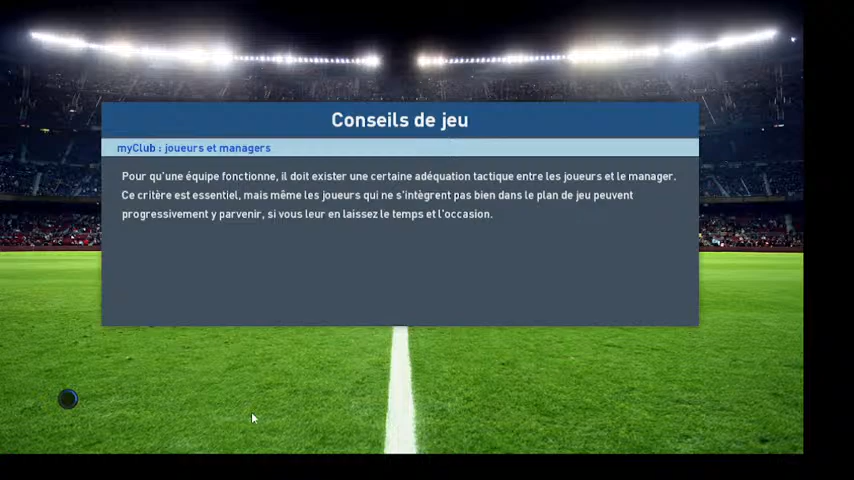 Conseils de jeu
myClub : joueurs et managers
Pour qu'une équipe fonctionne, il doit exister une certaine adéquation tactique entre les joueurs et le manager.
Ce critère est essentiel, mais même les joueurs qui ne s'intègrent pas bien dans le plan de jeu peuvent
progressivement y parvenir, si vous leur en laissez le temps et l'occasion.